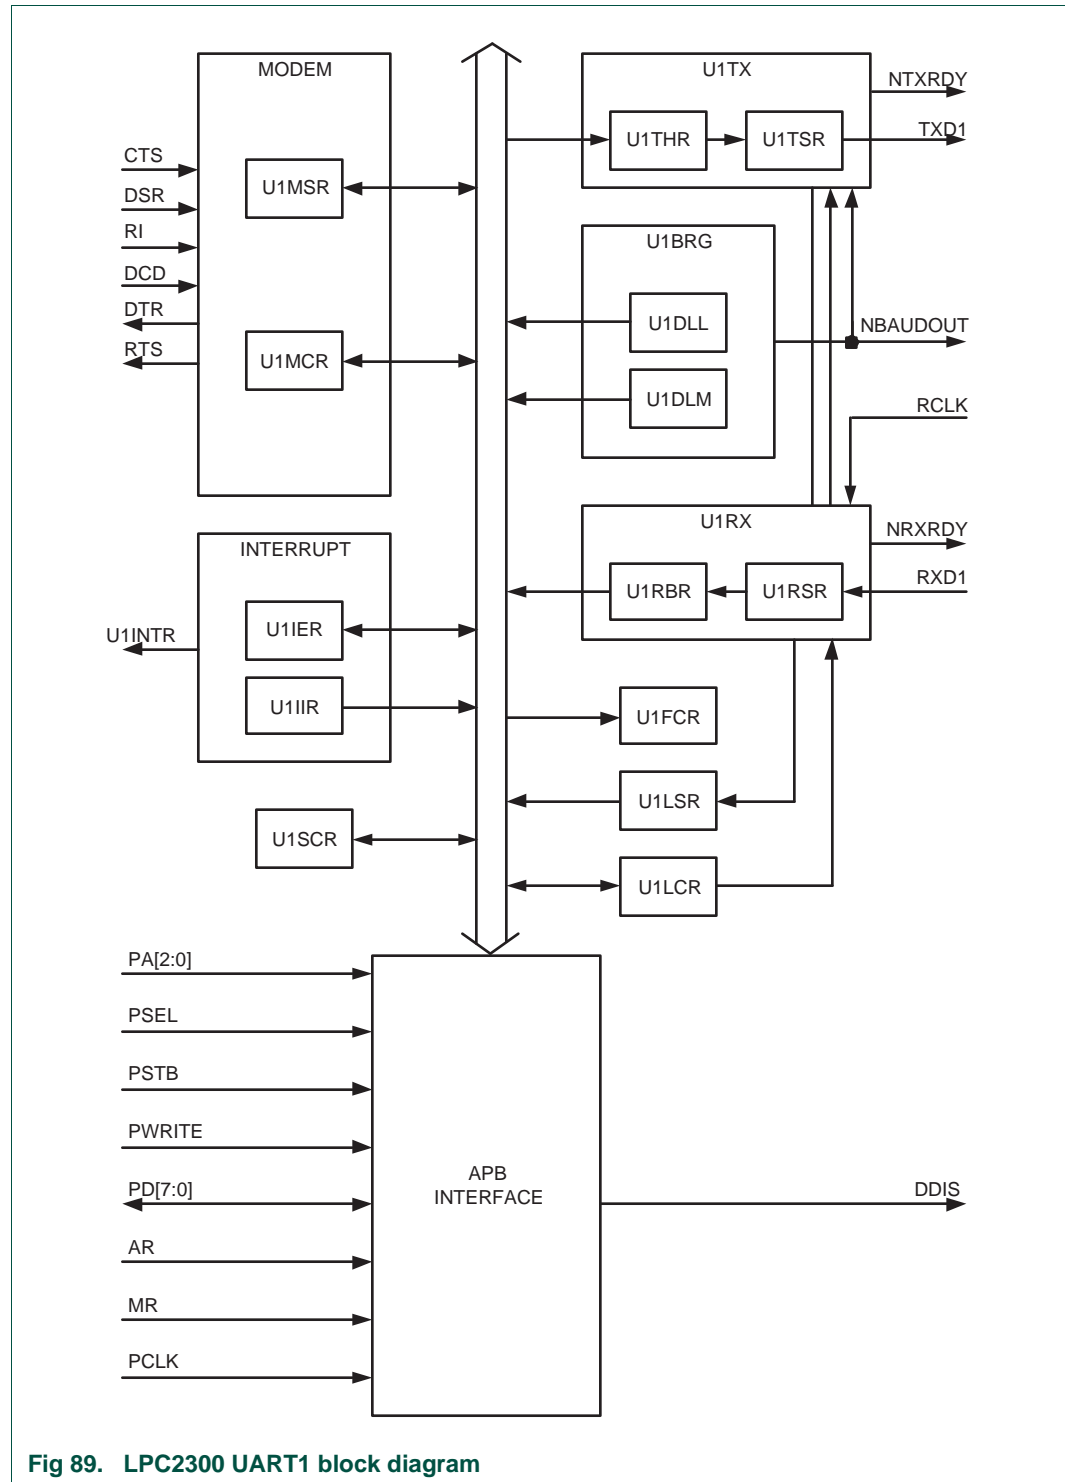 MODEM
CTS
DSR
RI
DCD
DTR
RTS
U1MSR
U1MCR
U1TX
U1THR
U1TSR
NTXRDY
TXD1
U1BRG
U1DLL
U1DLM
NBAUDOUT
RCLK
U1RX
U1RBR
U1RSR
NRXRDY
RXD1
INTERRUPT
U1INTR
U1IER
U1IIR
U1FCR
U1LSR
U1SCR
U1LCR
PA[2:0]
PSEL
PSTB
PWRITE
PD[7:0]
AR
MR
PCLK
APB
INTERFACE
DDIS
Fig 89. LPC2300 UART1 block diagram